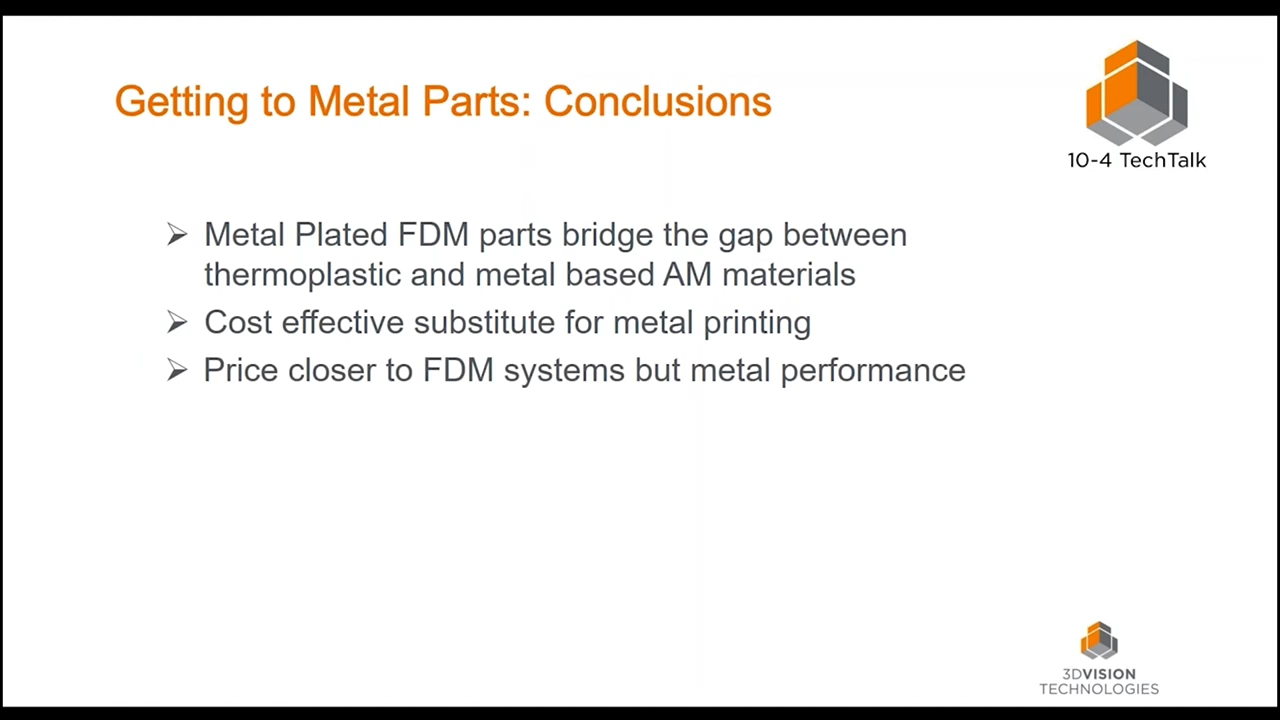 Getting to Metal Parts: Conclusions
10-4 TechTalk
➢ Metal Plated FDM parts bridge the gap between
thermoplastic and metal based AM materials
➢ Cost effective substitute for metal printing
➢ Price closer to FDM systems but metal performance
3DVISION
TECHNOLOGIES